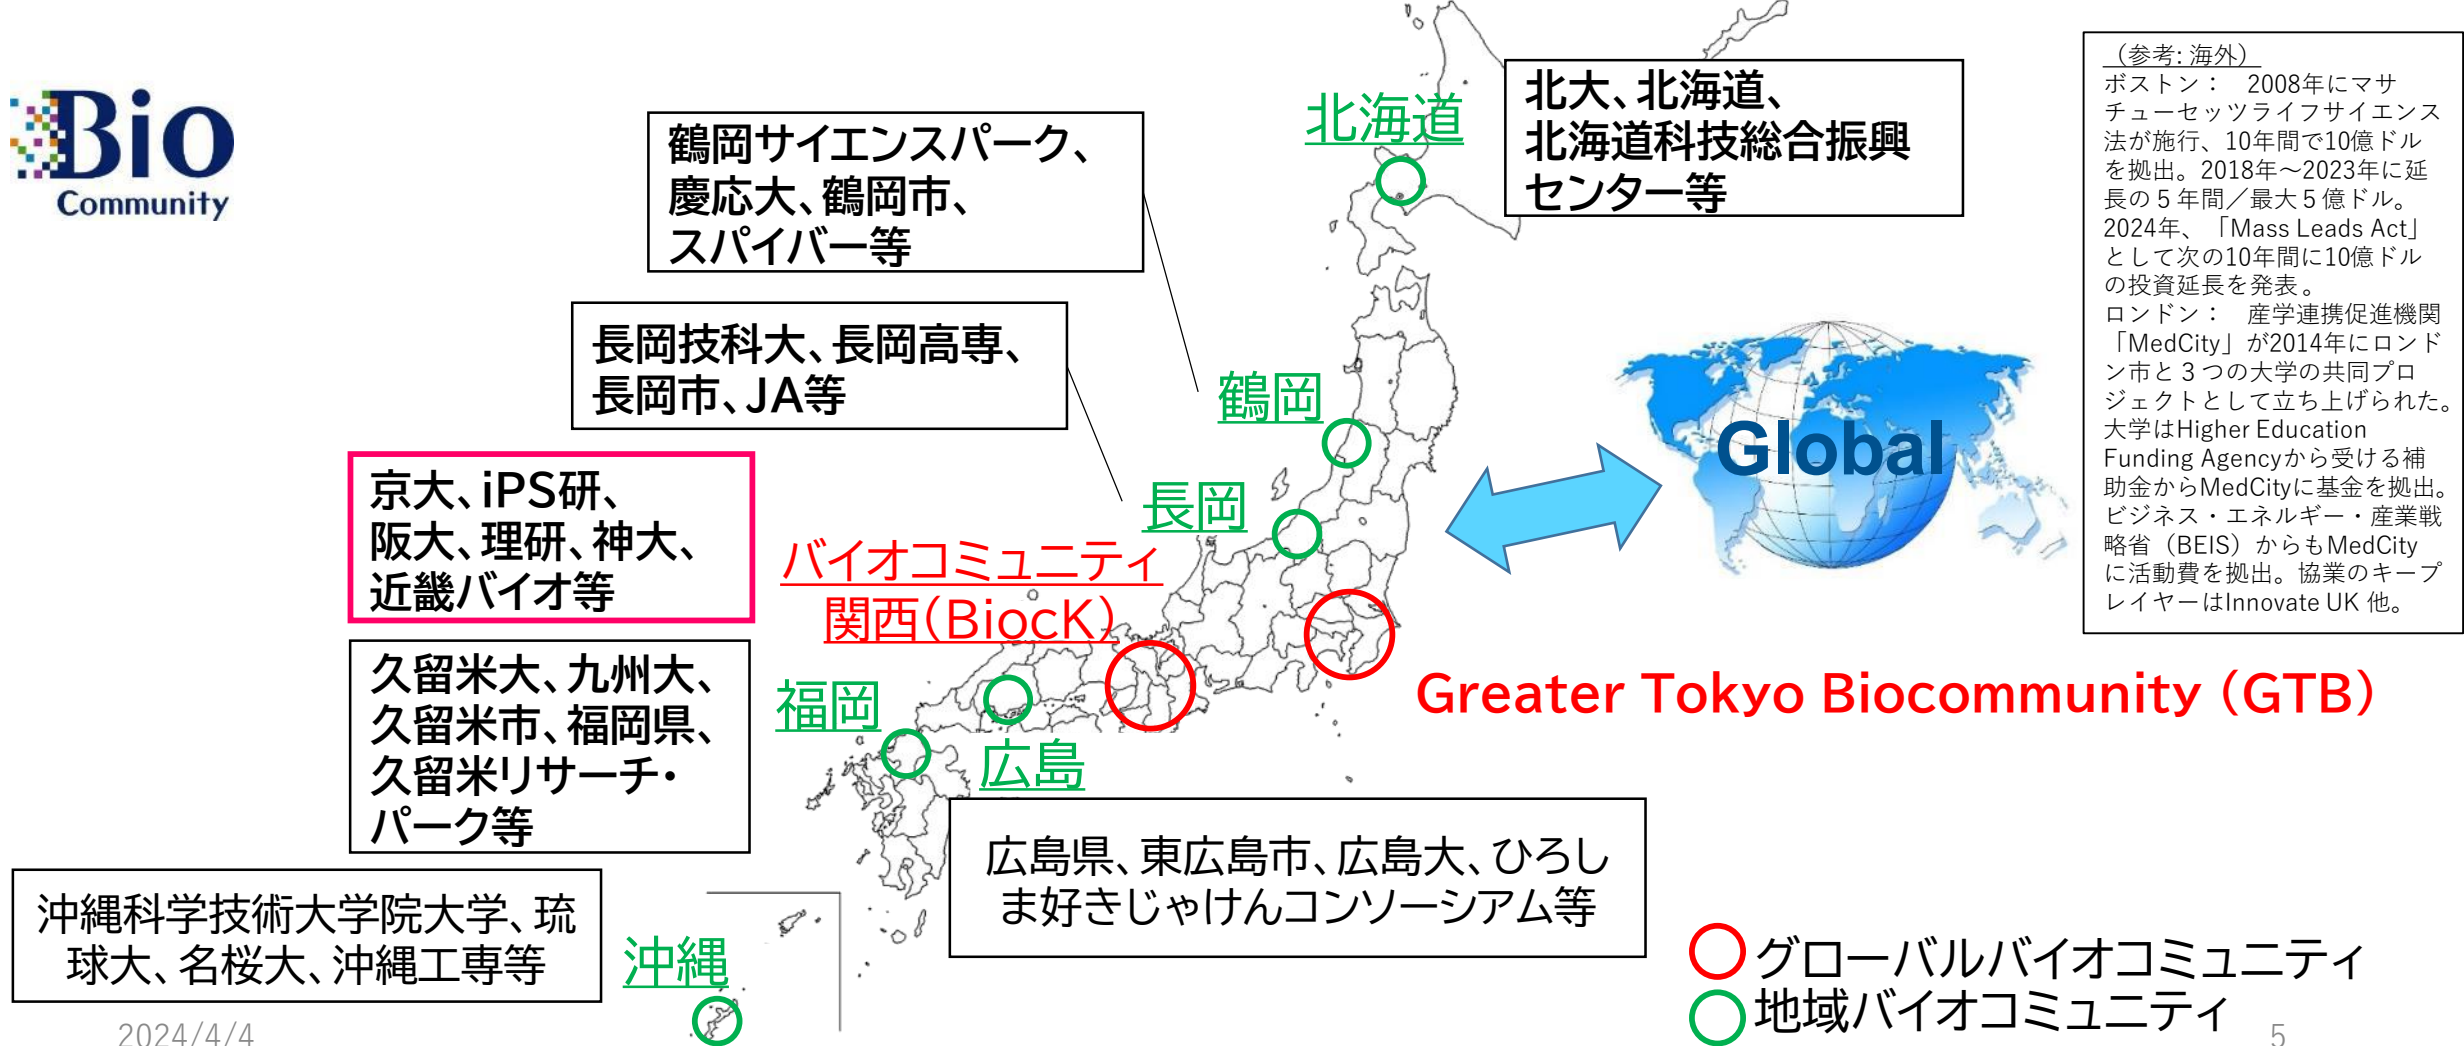 Bio
Community
鶴岡サイエンスパーク、
慶応大、鶴岡市、
スパイバー等
北海道
北大、北海道、
北海道科技総合振興
センター等
長岡技科大、長岡高専、
長岡市、JA等
鶴岡
長岡
京大、iPS研、
阪大、理研、神大、
近畿バイオ等
バイオコミュニティ
関西(BiocK)
Global
（参考: 海外）
ボストン：　2008年にマサ
チューセッツライフサイエンス
法が施行、10年間で10億ドル
を拠出。2018年～2023年に延
長の５年間／最大５億ドル。
2024年、「Mass Leads Act」
として次の10年間に10億ドル
の投資延長を発表。
ロンドン：　産学連携促進機関
「MedCity」が2014年にロンド
ン市と３つの大学の共同プロ
ジェクトとして立ち上げられた。
大学はHigher Education
Funding Agencyから受ける補
助金からMedCityに基金を拠出。
ビジネス・エネルギー・産業戦
略省（BEIS）からもMedCity
に活動費を拠出。協業のキープ
レイヤーはInnovate UK 他。
Greater Tokyo Biocommunity (GTB)
久留米大、九州大、
久留米市、福岡県、
久留米リサーチ・
パーク等
福岡
広島
広島県、東広島市、広島大、ひろし
ま好きじゃけんコンソーシアム等
沖縄科学技術大学院大学、琉
球大、名桜大、沖縄工専等
沖縄
グローバルバイオコミュニティ
地域バイオコミュニティ
2024/4/4
5